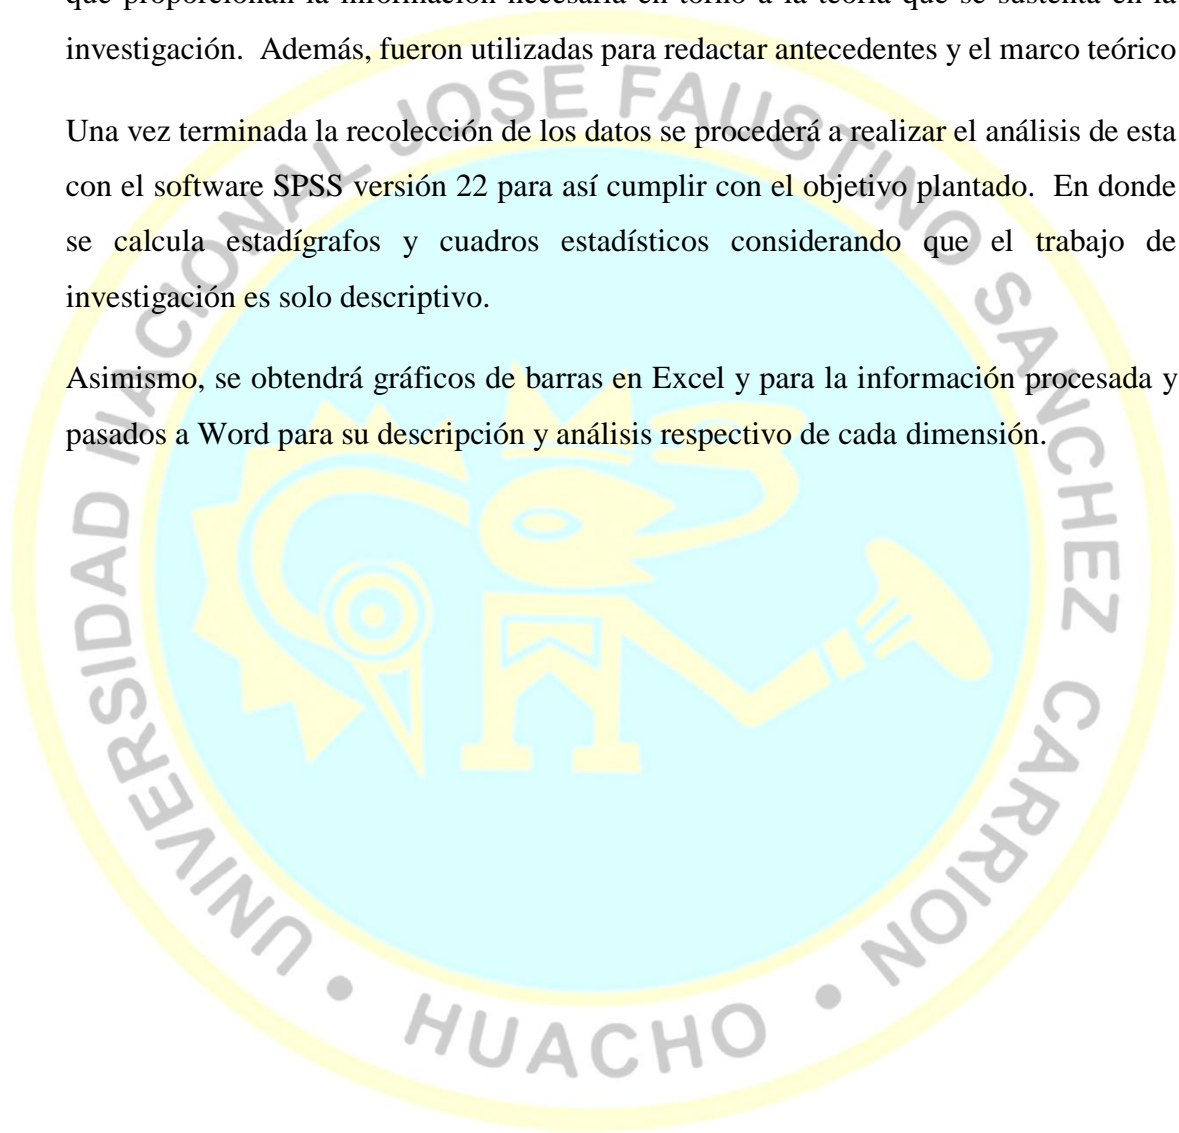 que proporcionan la información necesaria en torno a la teoría que se sustenta en la
investigación. Además, fueron utilizadas para redactar antecedentes y el marco teórico
Una vez terminada la recolección de los datos se procederá a realizar el análisis de esta
con el software SPSS versión 22 para así cumplir con el objetivo plantado. En donde
se calcula estadígrafos y cuadros estadísticos considerando que el trabajo de
investigación es solo descriptivo.
Asimismo, se obtendrá gráficos de barras en Excel y para la información procesada y
pasados a Word para su descripción y análisis respectivo de cada dimensión.
UNIVERSIDAD NACIONAL JOSE FAUSTINO SANCHEZ CARRION • HUACHO •